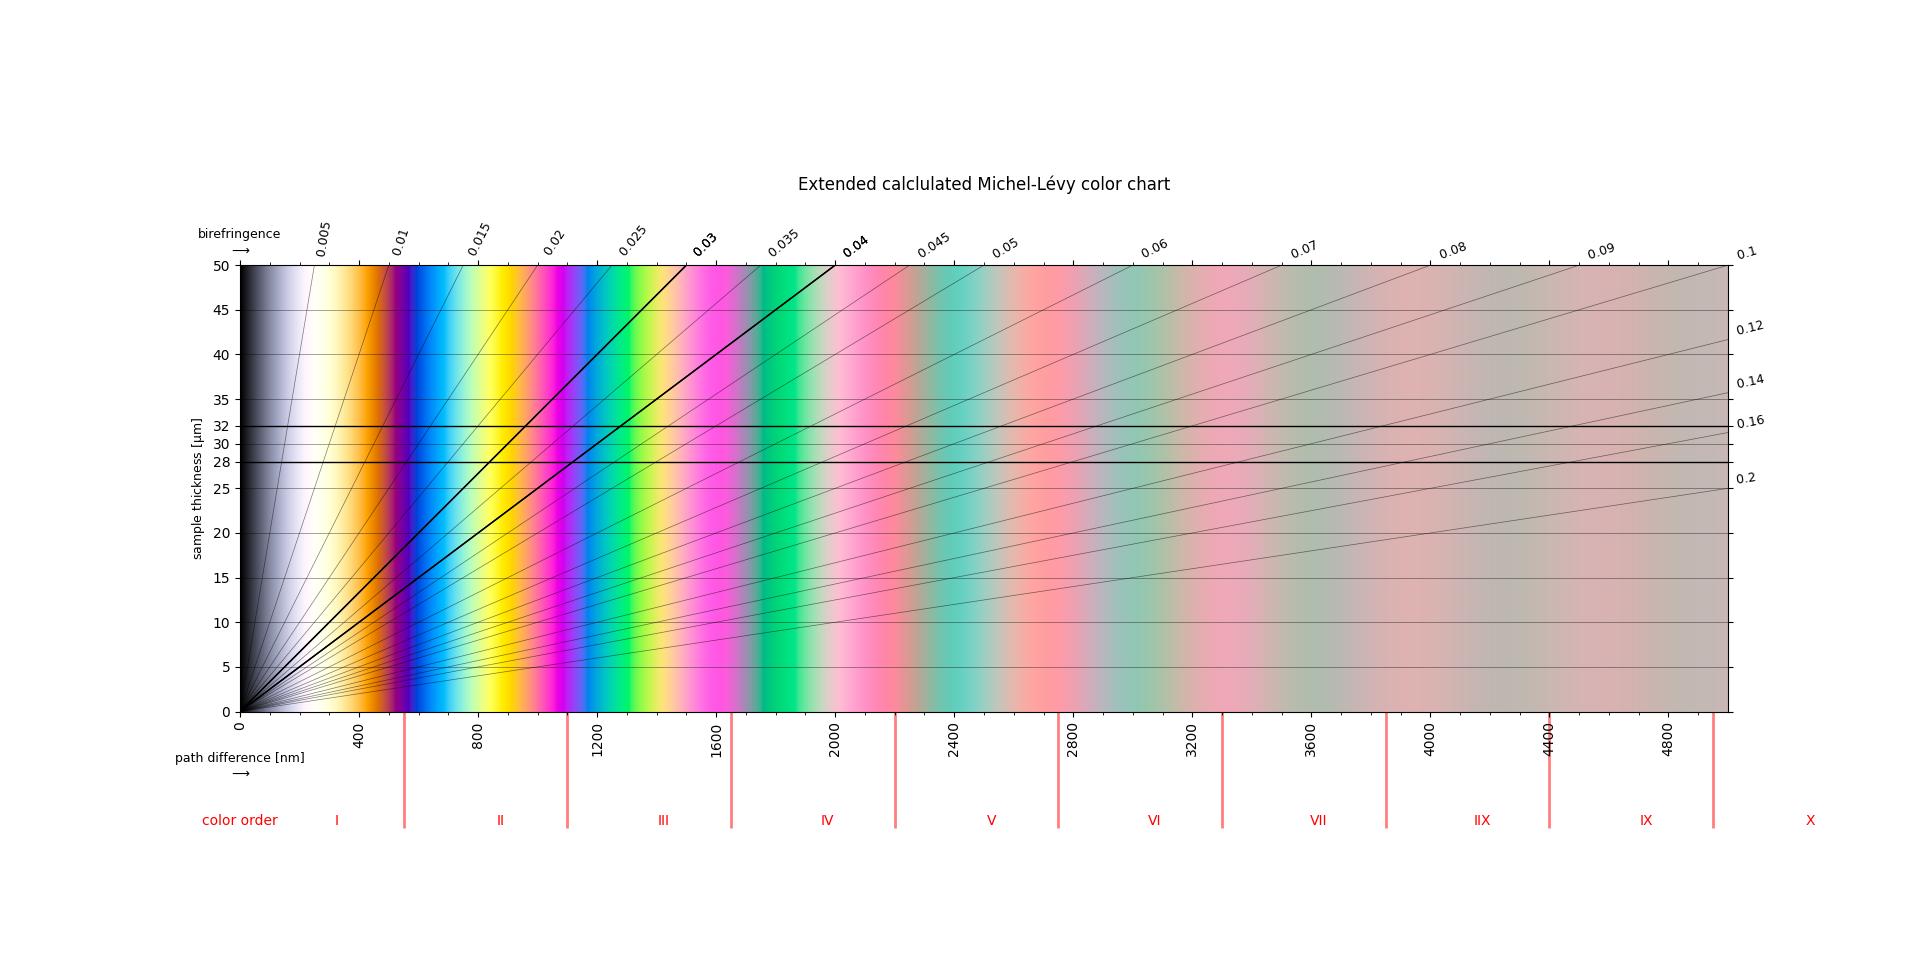 Extended calclulated Michel-Lévy color chart
birefringence
→
0.005 0.01 0.015 0.02 0.025 0.03 0.035 0.04 0.045 0.05 0.06 0.07 0.08 0.09 0.1
0.12
0.14
0.16
0.2
sample thickness [µm]
50
45
40
35
32
30
28
25
20
15
10
5
0
0 400 800 1200 1600 2000 2400 2800 3200 3600 4000 4400 4800
path difference [nm]
→
color order I II III IV V VI VII IIX IX X